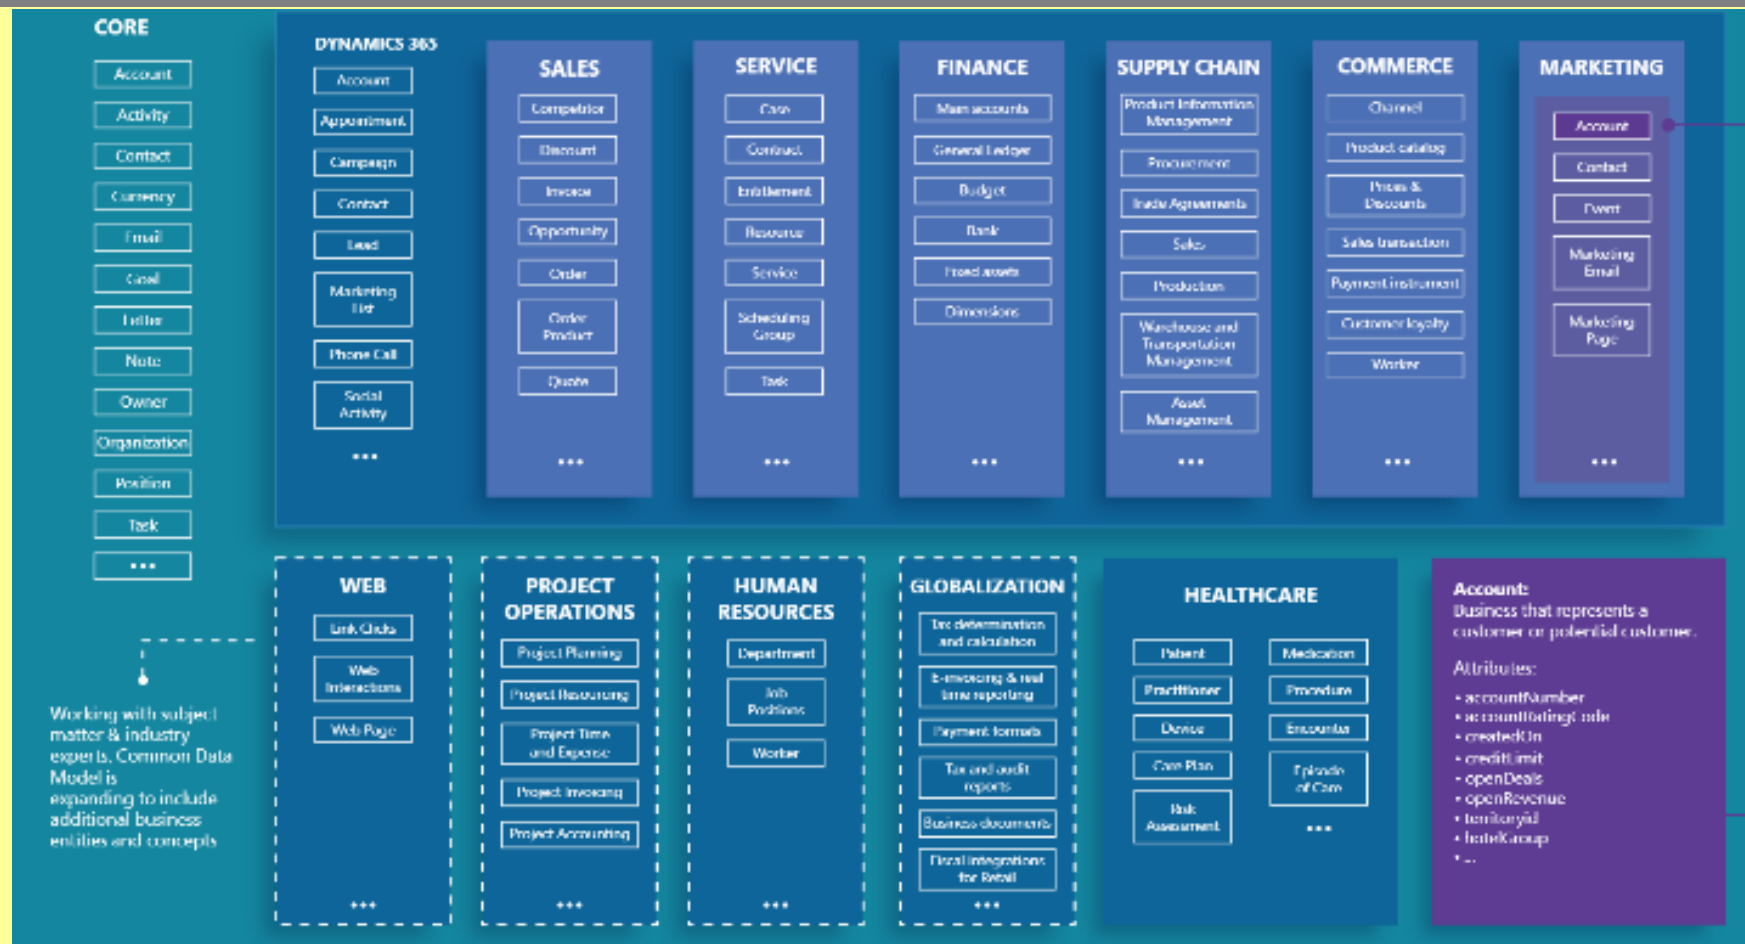 CORE
Account
Activity
Contact
Currency
Email
Goal
Letter
Note
Owner
Organization
Position
Task
...
Working with subject
matter & industry
experts, Common Data
Model is
expanding to include
additional business
entities and concepts
DYNAMICS 365
Account
Appointment
Campaign
Contact
Lead
Marketing
List
Phone Call
Social
Activity
...
SALES
Competitor
Discount
Invoice
Opportunity
Order
Order
Product
Quote
...
SERVICE
Case
Contract
Entitlement
Resource
Service
Scheduling
Group
Task
...
FINANCE
Main accounts
General Ledger
Budget
Bank
Fixed assets
Dimensions
...
SUPPLY CHAIN
Product Information
Management
Procurement
Trade Agreements
Sales
Production
Warehouse and
Transportation
Management
Asset
Management
...
COMMERCE
Channel
Product catalog
Prices &
Discounts
Sales transaction
Payment instrument
Customer loyalty
Worker
...
MARKETING
Account
Contact
Event
Marketing
Email
Marketing
Page
...
WEB
Link Clicks
Web
Interactions
Web Page
...
PROJECT
OPERATIONS
Project Planning
Project Resourcing
Project Time
and Expense
Project Invoicing
Project Accounting
...
HUMAN
RESOURCES
Department
Job
Positions
Worker
...
GLOBALIZATION
Tax determination
and calculation
E-invoicing & real
time reporting
Payment formats
Tax and audit
reports
Business documents
Fiscal integrations
for Retail
...
HEALTHCARE
Patient
Practitioner
Device
Care Plan
Risk
Assessment
Medication
Procedure
Encounter
Episode
of Care
...
Account:
Business that represents a
customer or potential customer.
Attributes:
• accountNumber
• accountRatingCode
• createdOn
• creditLimit
• openDeals
• openRevenue
• territoryid
• hotelGroup
• ...